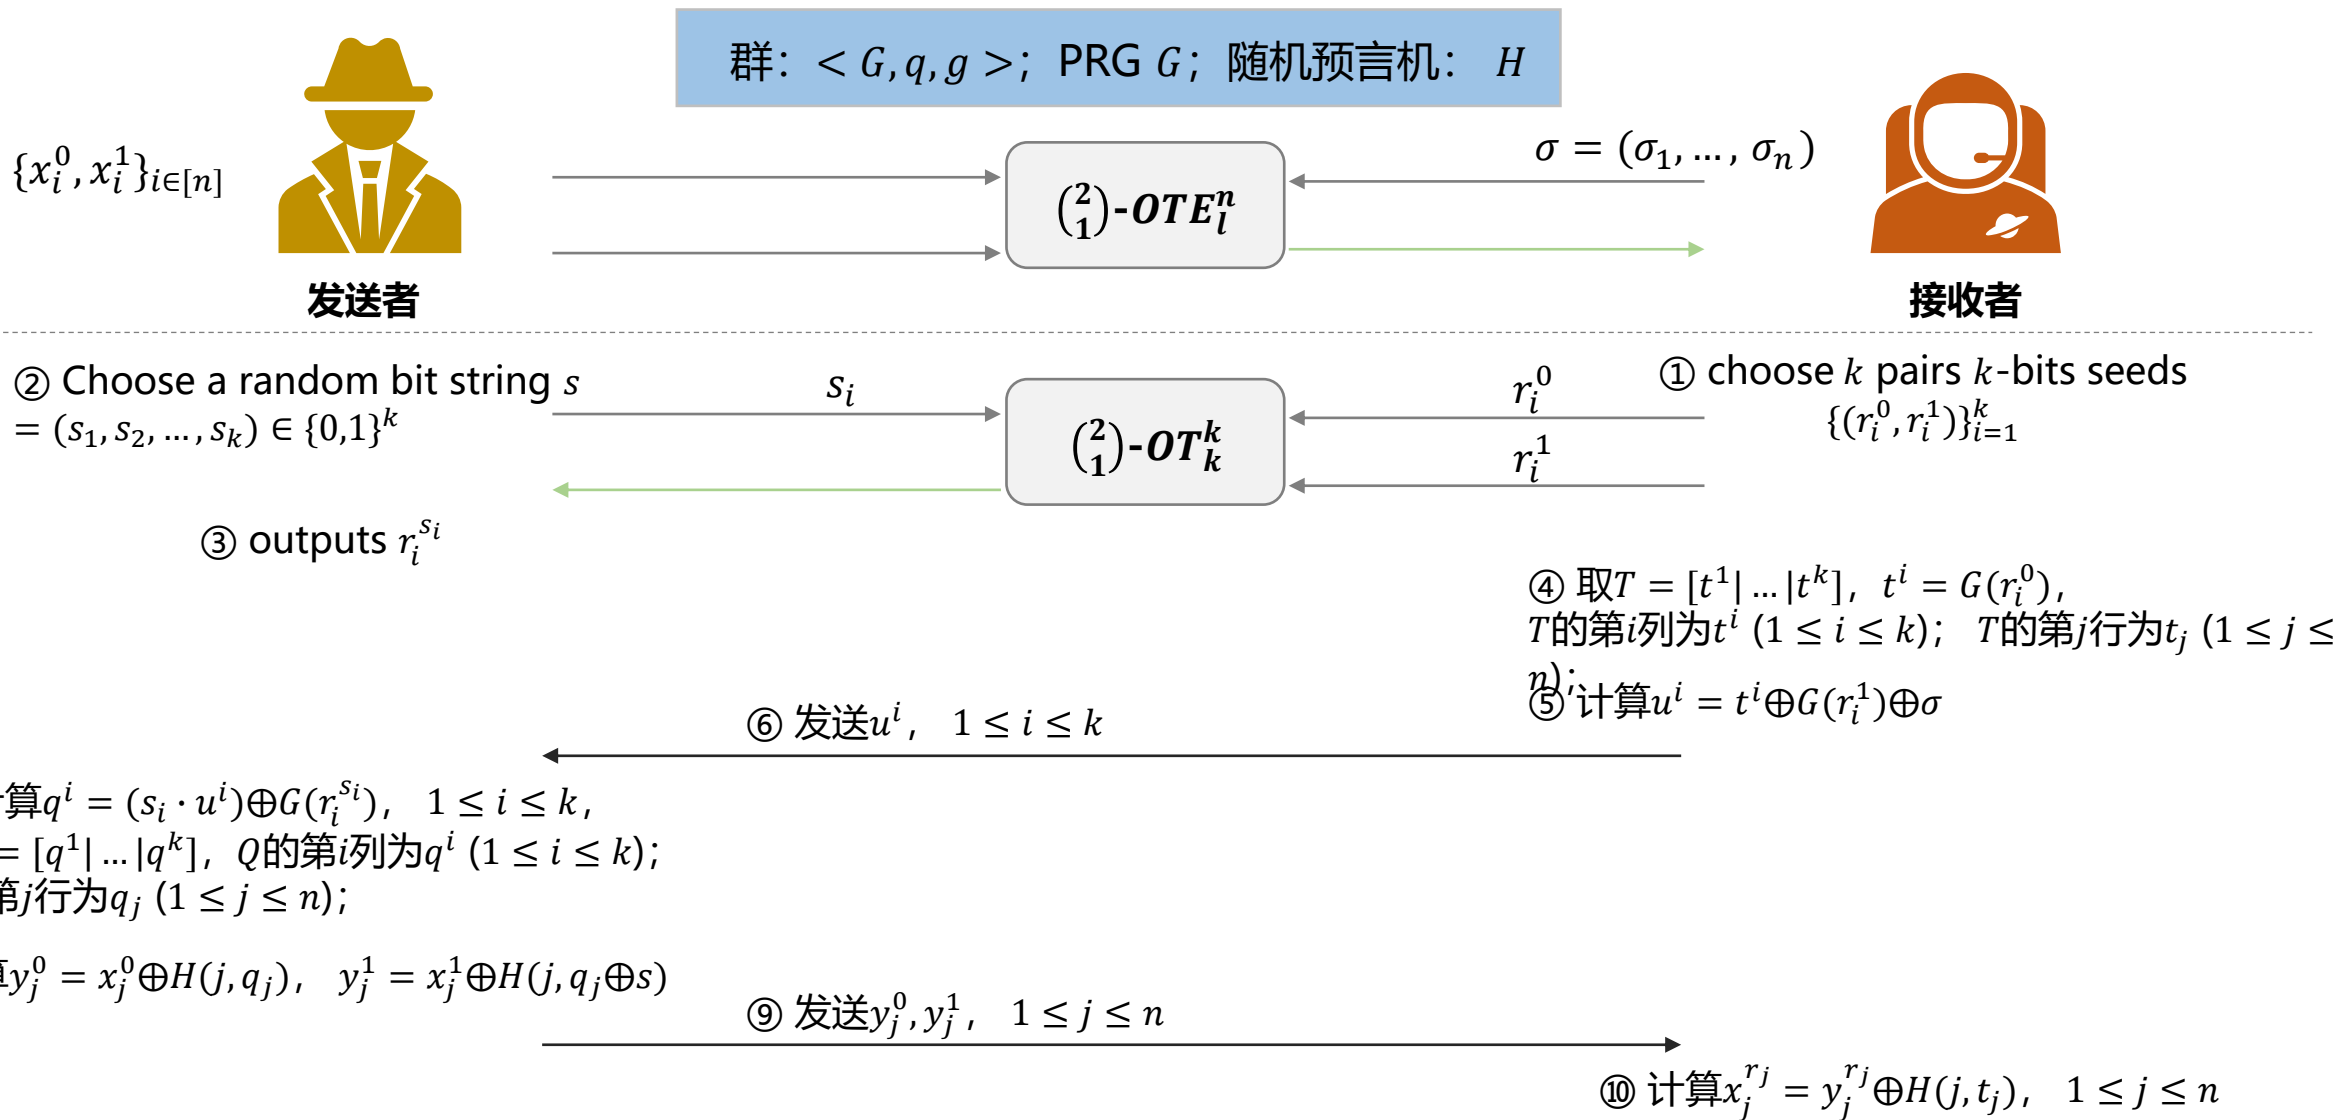 群：< G, q, g >；PRG G；随机预言机： H
{x_i^0, x_i^1}_{i∈[n]}
(2 1)-OTE_l^n
σ = (σ_1, …, σ_n)
发送者
接收者
② Choose a random bit string s
= (s_1, s_2, …, s_k) ∈ {0,1}^k
s_i
(2 1)-OT_k^k
r_i^0
r_i^1
① choose k pairs k-bits seeds
{(r_i^0, r_i^1)}_{i=1}^k
③ outputs r_i^{s_i}
④ 取T = [t^1| … |t^k]，t^i = G(r_i^0)，
T的第i列为t^i (1 ≤ i ≤ k)； T的第j行为t_j (1 ≤ j ≤
n)；
⑤ 计算u^i = t^i⊕G(r_i^1)⊕σ
⑥ 发送u^i， 1 ≤ i ≤ k
算q^i = (s_i · u^i)⊕G(r_i^{s_i})， 1 ≤ i ≤ k，
= [q^1| … |q^k]，Q的第i列为q^i (1 ≤ i ≤ k)；
第j行为q_j (1 ≤ j ≤ n)；
算y_j^0 = x_j^0⊕H(j, q_j)， y_j^1 = x_j^1⊕H(j, q_j⊕s)
⑨ 发送y_j^0, y_j^1， 1 ≤ j ≤ n
⑩ 计算x_j^{r_j} = y_j^{r_j}⊕H(j, t_j)， 1 ≤ j ≤ n